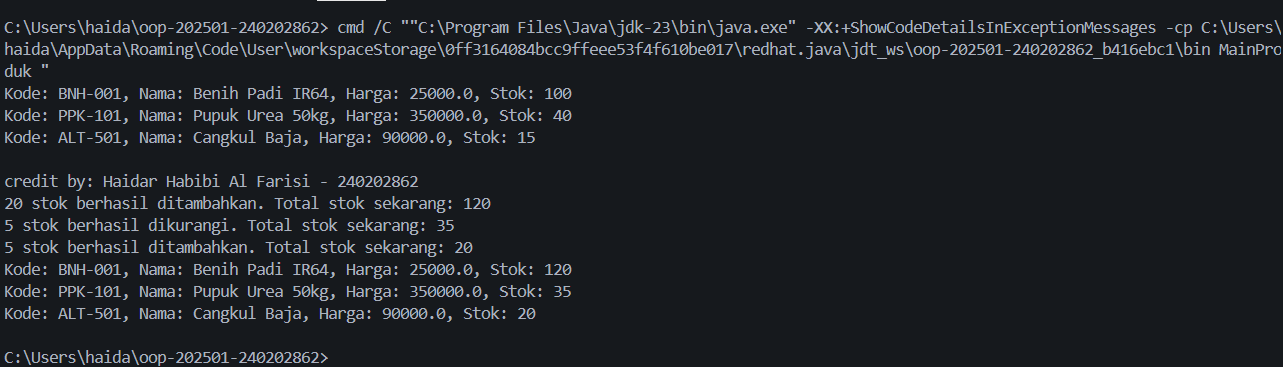 C:\Users\haida\oop-202501-240202862> cmd /C ""C:\Program Files\Java\jdk-23\bin\java.exe" -XX:+ShowCodeDetailsInExceptionMessages -cp C:\Users\
haida\AppData\Roaming\Code\User\workspaceStorage\0ff3164084bcc9ffeee53f4f610be017\redhat.java\jdt_ws\oop-202501-240202862_b416ebc1\bin MainPro
duk "
Kode: BNH-001, Nama: Benih Padi IR64, Harga: 25000.0, Stok: 100
Kode: PPK-101, Nama: Pupuk Urea 50kg, Harga: 350000.0, Stok: 40
Kode: ALT-501, Nama: Cangkul Baja, Harga: 90000.0, Stok: 15
credit by: Haidar Habibi Al Farisi - 240202862
20 stok berhasil ditambahkan. Total stok sekarang: 120
5 stok berhasil dikurangi. Total stok sekarang: 35
5 stok berhasil ditambahkan. Total stok sekarang: 20
Kode: BNH-001, Nama: Benih Padi IR64, Harga: 25000.0, Stok: 120
Kode: PPK-101, Nama: Pupuk Urea 50kg, Harga: 350000.0, Stok: 35
Kode: ALT-501, Nama: Cangkul Baja, Harga: 90000.0, Stok: 20
C:\Users\haida\oop-202501-240202862>